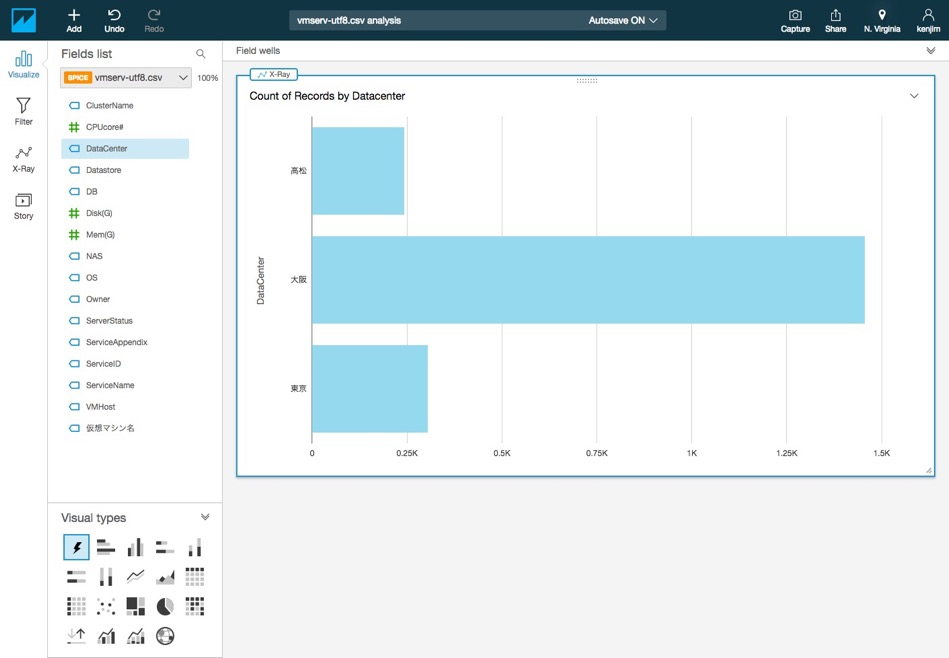 Add
Undo
Redo
vmserv-utf8.csv analysis
Autosave ON
Capture
Share
N. Virginia
kenjim
Visualize
Filter
X-Ray
Story
Fields list
SPICE vmserv-utf8.csv
100%
ClusterName
CPUcore#
DataCenter
Datastore
DB
Disk(G)
Mem(G)
NAS
OS
Owner
ServerStatus
ServiceAppendix
ServiceID
ServiceName
VMHost
仮想マシン名
Visual types
Field wells
X-Ray
Count of Records by Datacenter
DataCenter
高松
大阪
東京
0
0.25K
0.5K
0.75K
1K
1.25K
1.5K